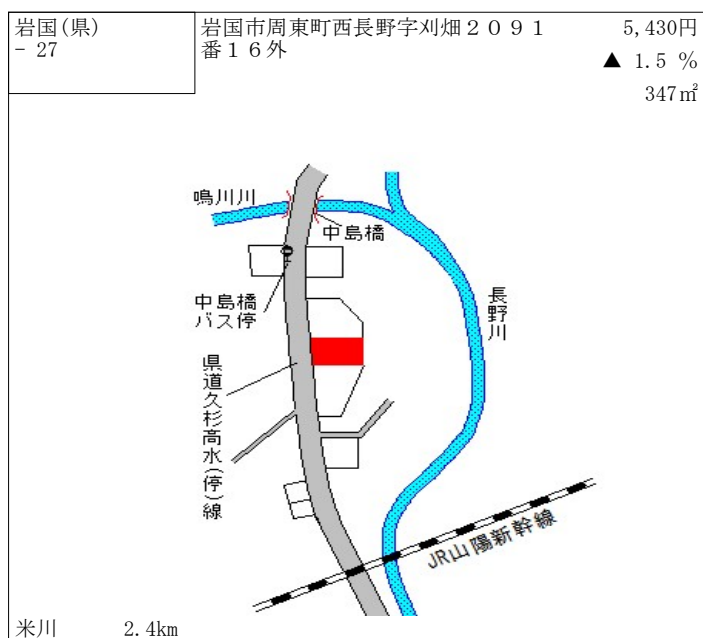 岩国(県)
- 27
岩国市周東町西長野字刈畑2091
番16外
5,430円
▲ 1.5 %
347㎡
鳴川川
中島橋
中島橋
バス停
長野川
県道久杉高水(停)線
JR山陽新幹線
米川 2.4km